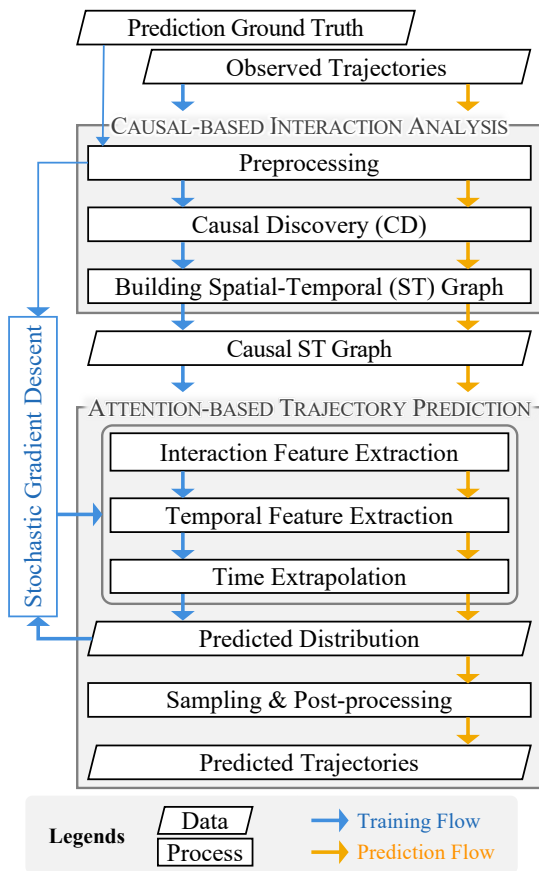 Prediction Ground Truth
Observed Trajectories
CAUSAL-BASED INTERACTION ANALYSIS
Preprocessing
Causal Discovery (CD)
Building Spatial-Temporal (ST) Graph
Causal ST Graph
Stochastic Gradient Descent
ATTENTION-BASED TRAJECTORY PREDICTION
Interaction Feature Extraction
Temporal Feature Extraction
Time Extrapolation
Predicted Distribution
Sampling & Post-processing
Predicted Trajectories
Legends
Data
Process
Training Flow
Prediction Flow